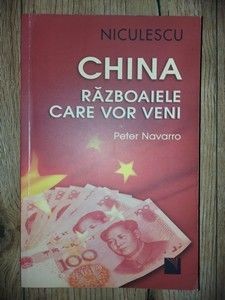 NICULESCU
CHINA
RĂZBOAIELE
CARE VOR VENI
Peter Navarro
100